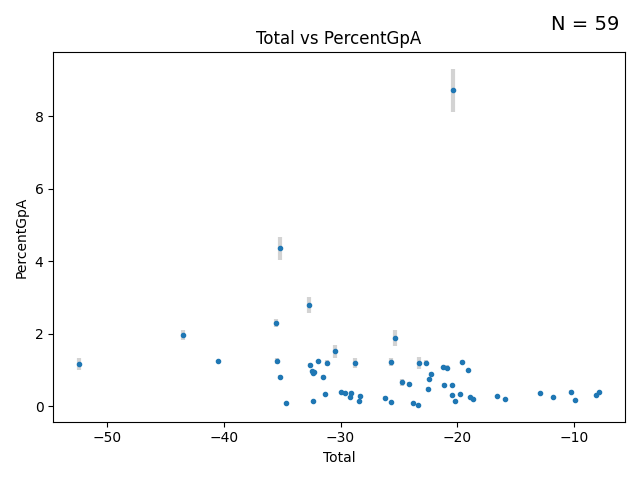 N = 59
Total vs PercentGpA
PercentGpA
8
6
4
2
0
−50 −40 −30 −20 −10
Total